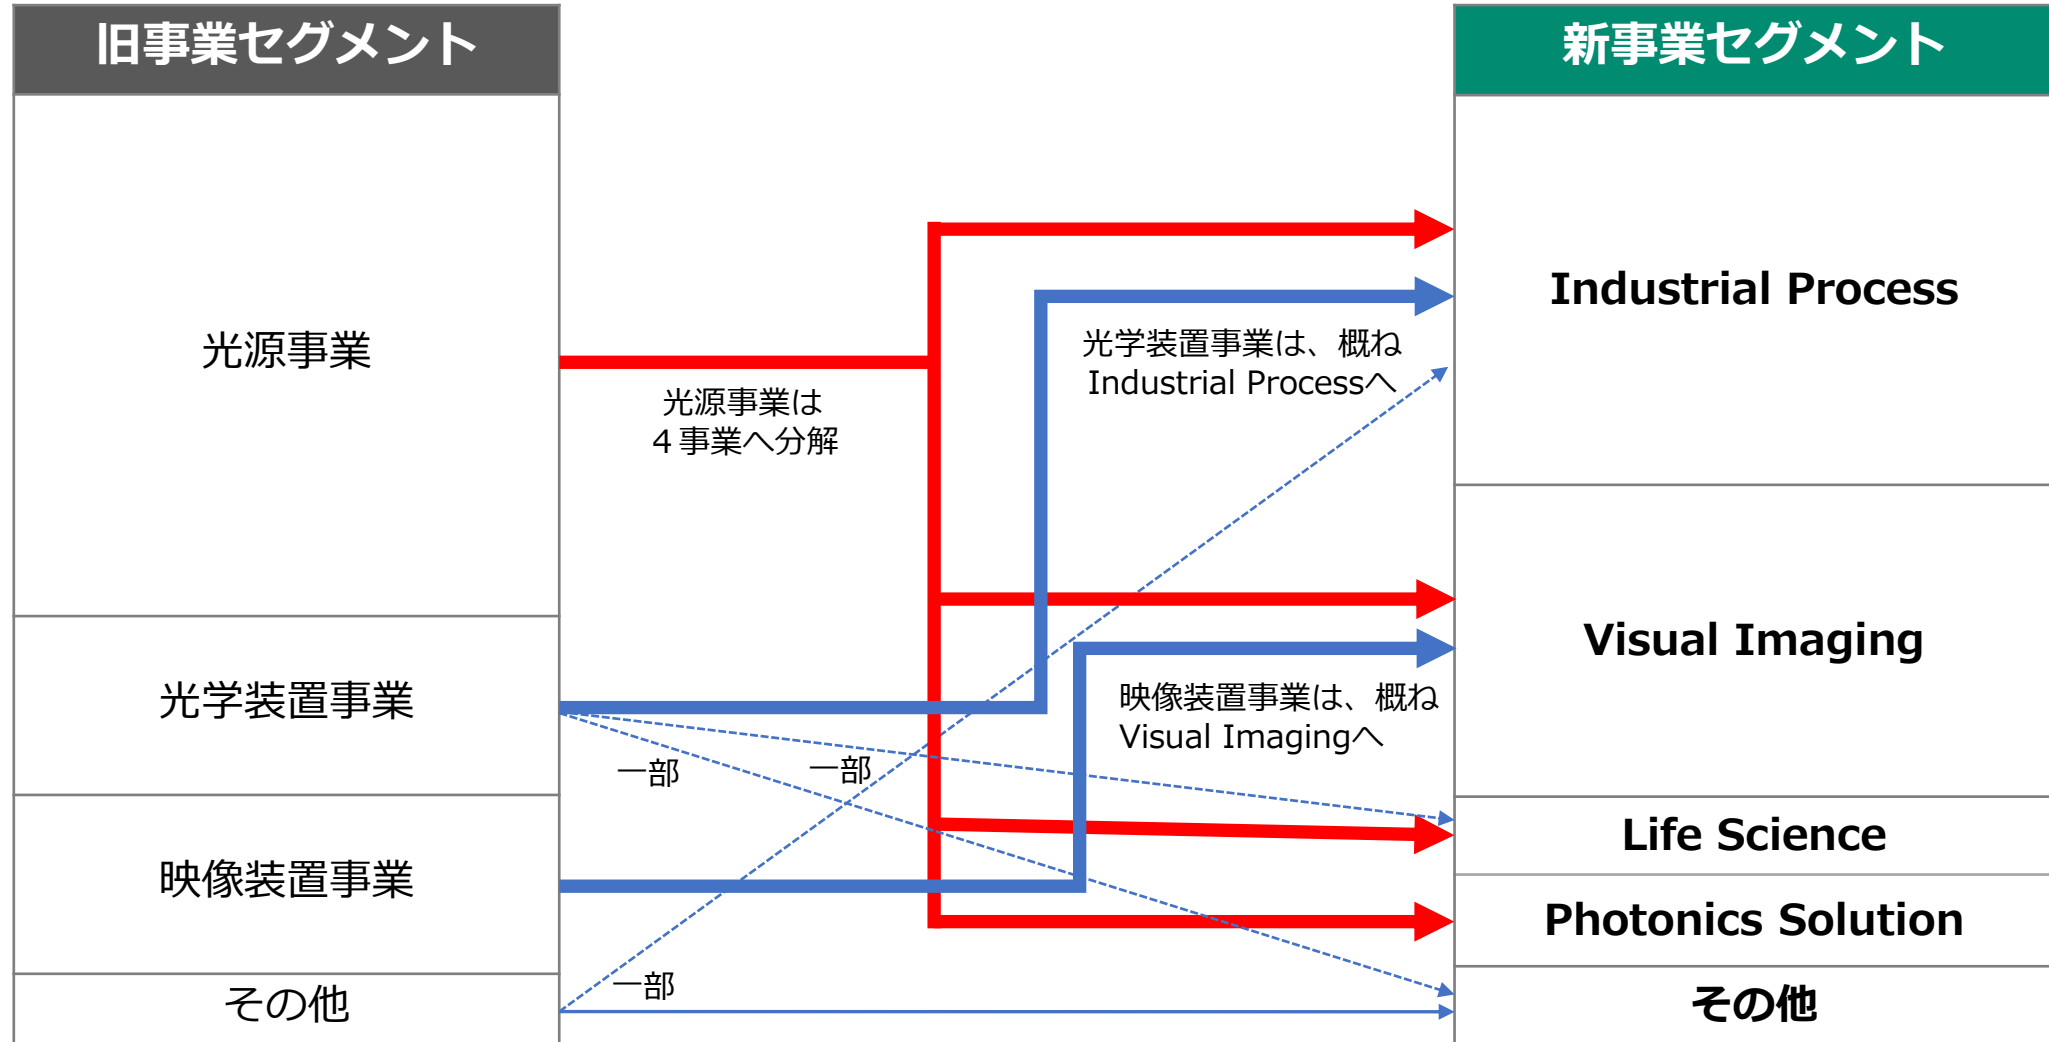 旧事業セグメント
光源事業
光学装置事業
映像装置事業
その他
光源事業は
４事業へ分解
光学装置事業は、概ね
Industrial Processへ
映像装置事業は、概ね
Visual Imagingへ
一部
一部
一部
新事業セグメント
Industrial Process
Visual Imaging
Life Science
Photonics Solution
その他